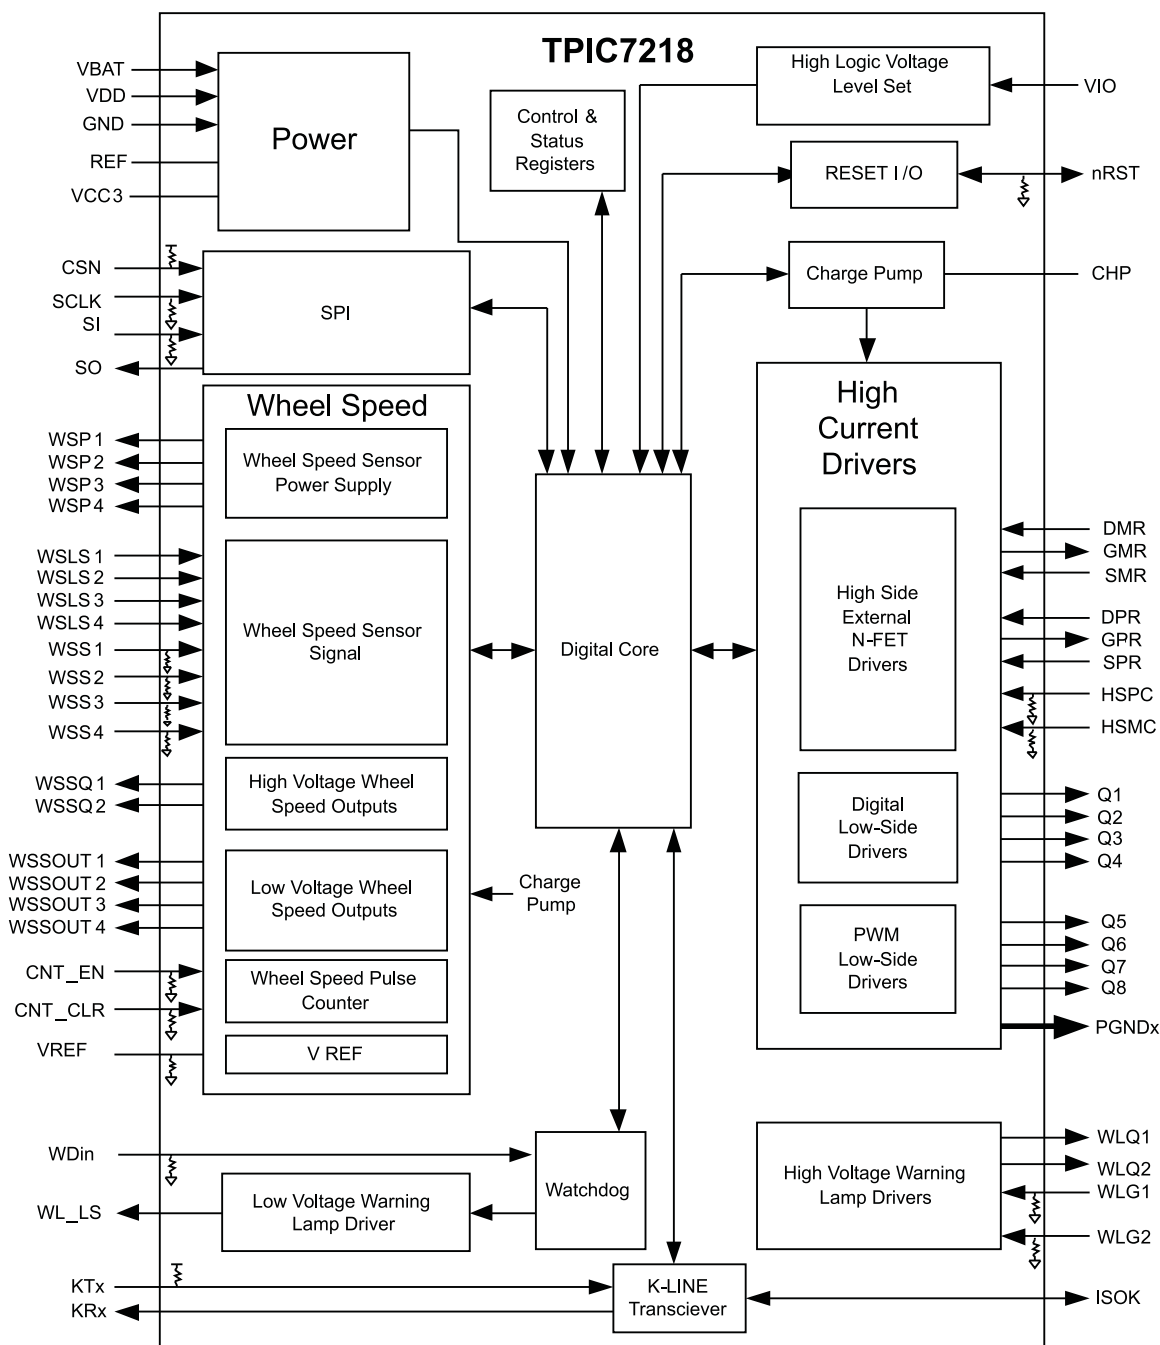 TPIC7218
VBAT
VDD
GND
REF
VCC3
Power
Control &
Status
Registers
High Logic Voltage
Level Set
VIO
RESET I/O
nRST
CSN
SCLK
SI
SO
SPI
Charge Pump
CHP
Wheel Speed
WSP1
WSP2
WSP3
WSP4
Wheel Speed Sensor
Power Supply
WSLS1
WSLS2
WSLS3
WSLS4
WSS1
WSS2
WSS3
WSS4
Wheel Speed Sensor
Signal
WSSQ1
WSSQ2
High Voltage Wheel
Speed Outputs
WSSOUT1
WSSOUT2
WSSOUT3
WSSOUT4
Low Voltage Wheel
Speed Outputs
Charge
Pump
CNT_EN
CNT_CLR
Wheel Speed Pulse
Counter
VREF
V REF
Digital Core
High
Current
Drivers
High Side
External
N-FET
Drivers
DMR
GMR
SMR
DPR
GPR
SPR
HSPC
HSMC
Digital
Low-Side
Drivers
Q1
Q2
Q3
Q4
PWM
Low-Side
Drivers
Q5
Q6
Q7
Q8
PGNDx
WDin
Watchdog
WL_LS
Low Voltage Warning
Lamp Driver
High Voltage Warning
Lamp Drivers
WLQ1
WLQ2
WLG1
WLG2
KTx
KRx
K-LINE
Transciever
ISOK